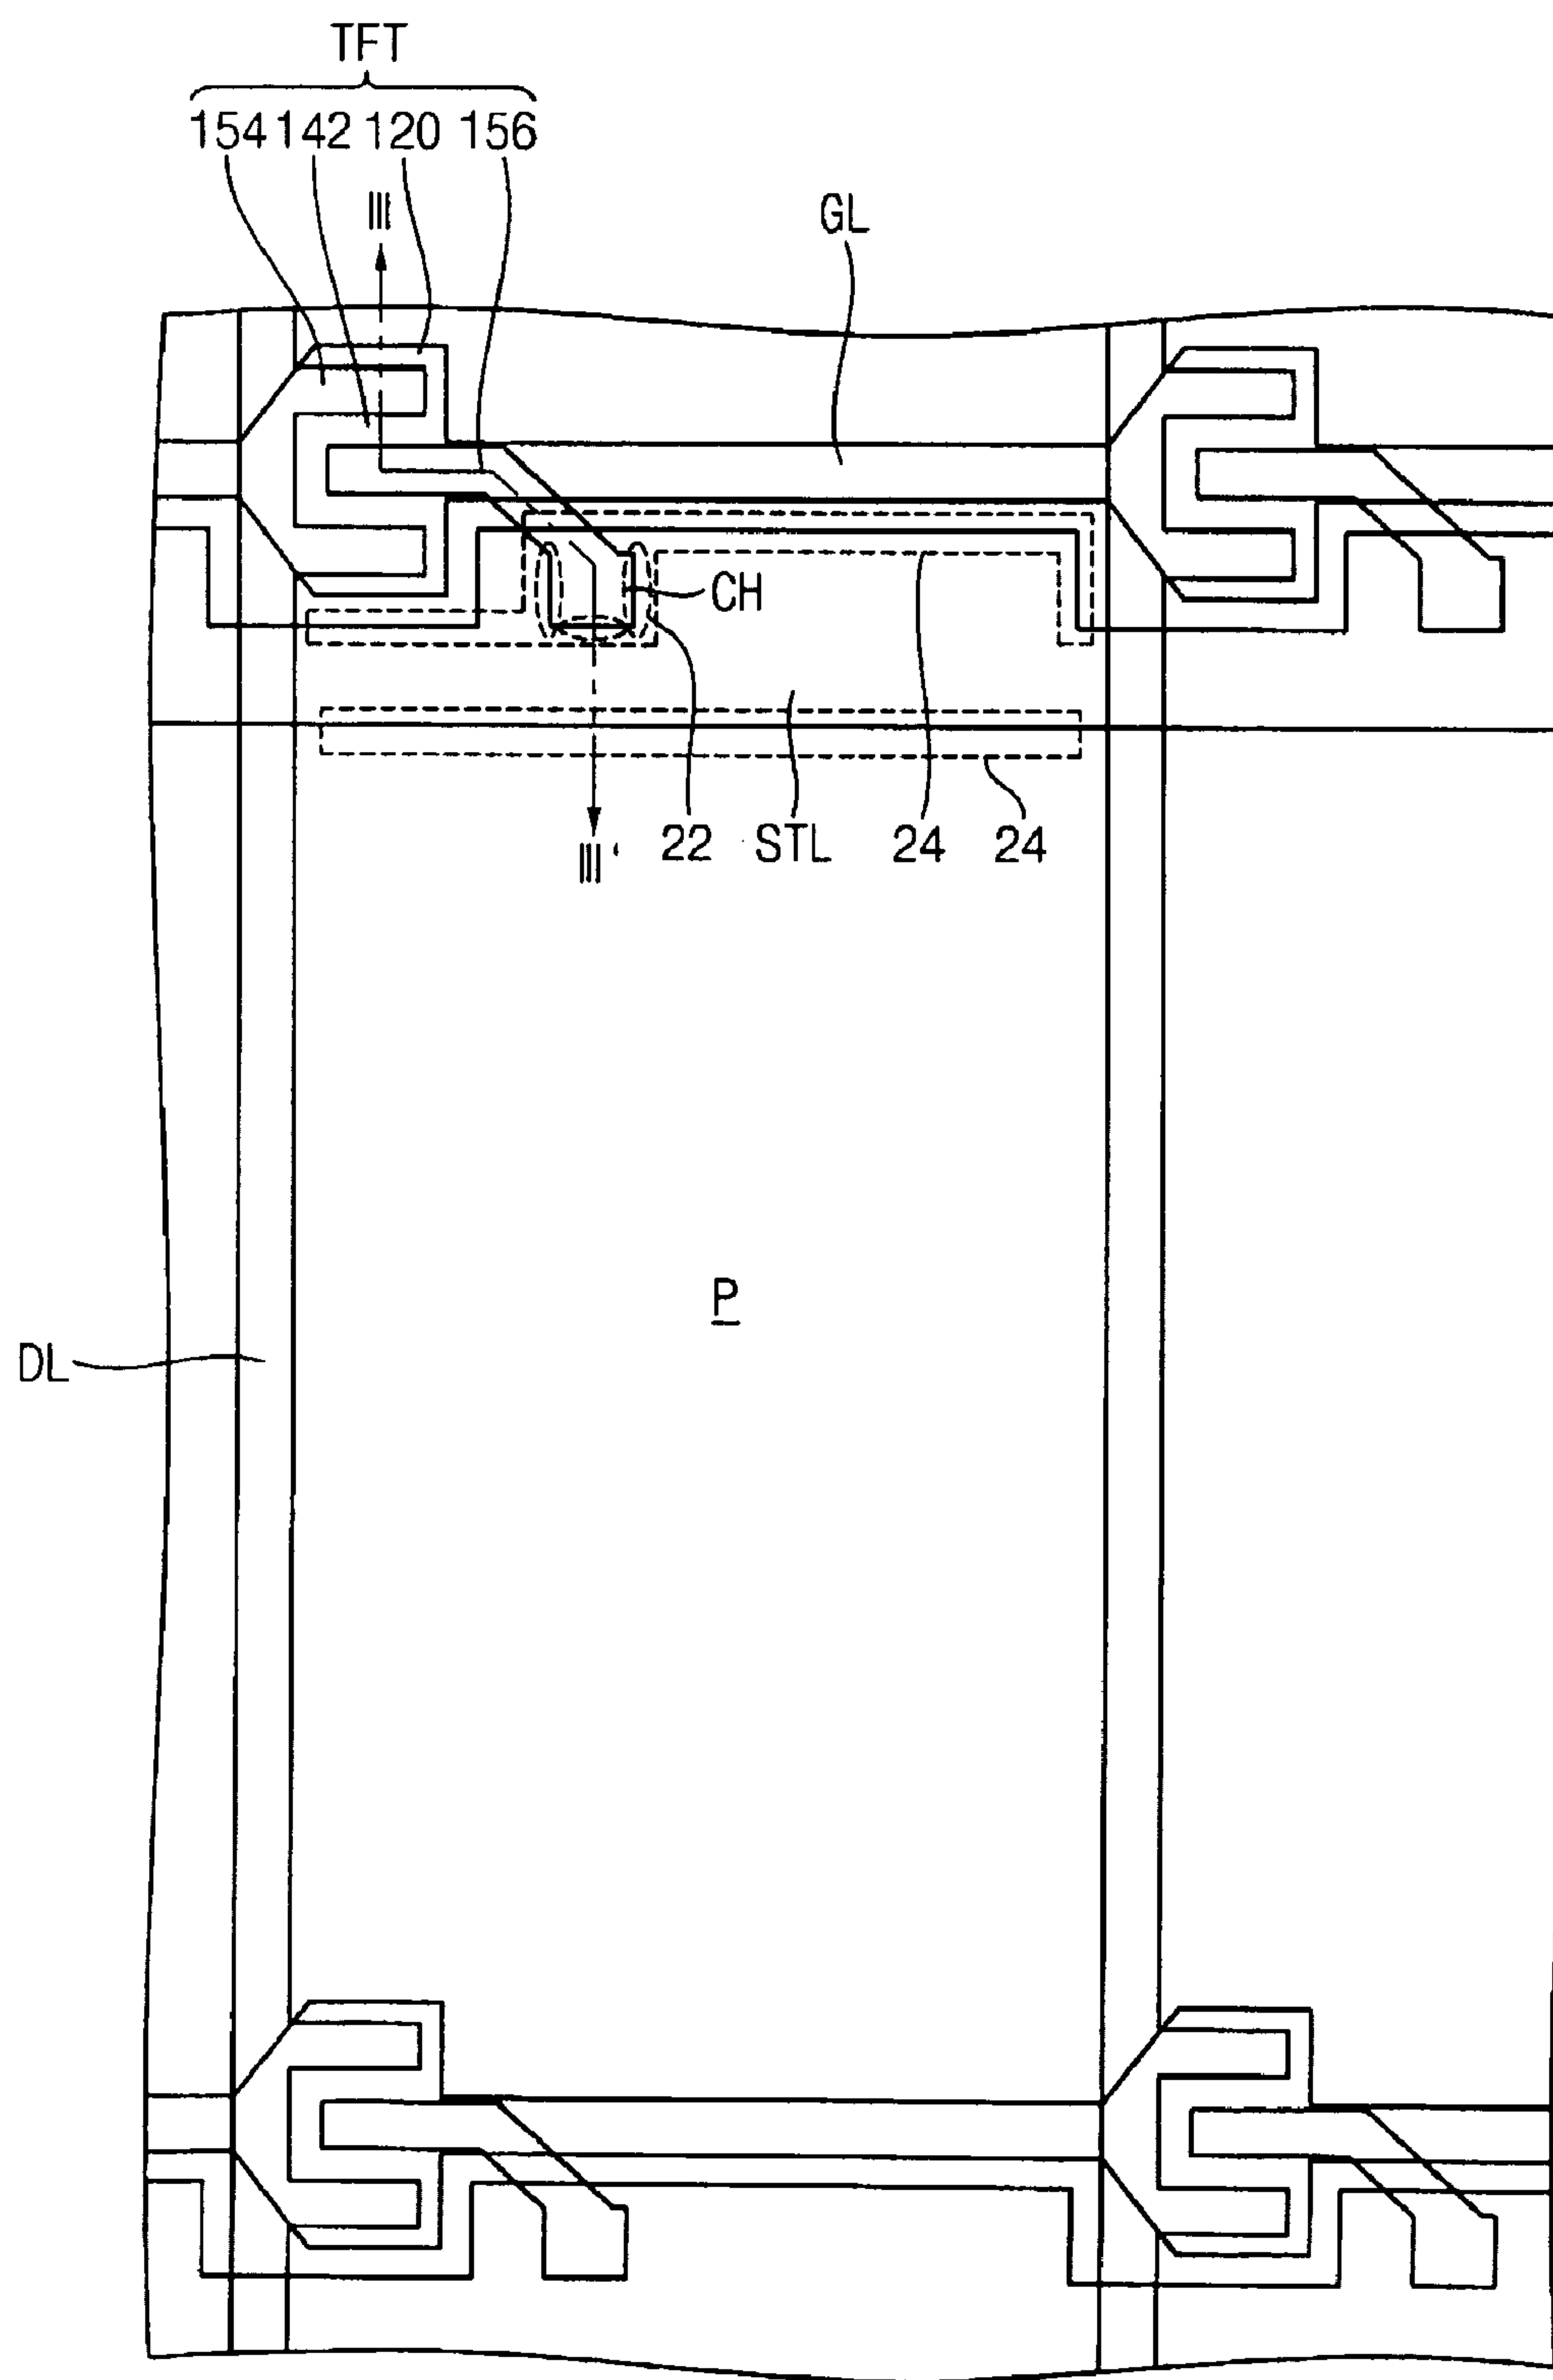 TFT
154 142 120 156
III
GL
CH
22 STL 24 24
III'
P
DL